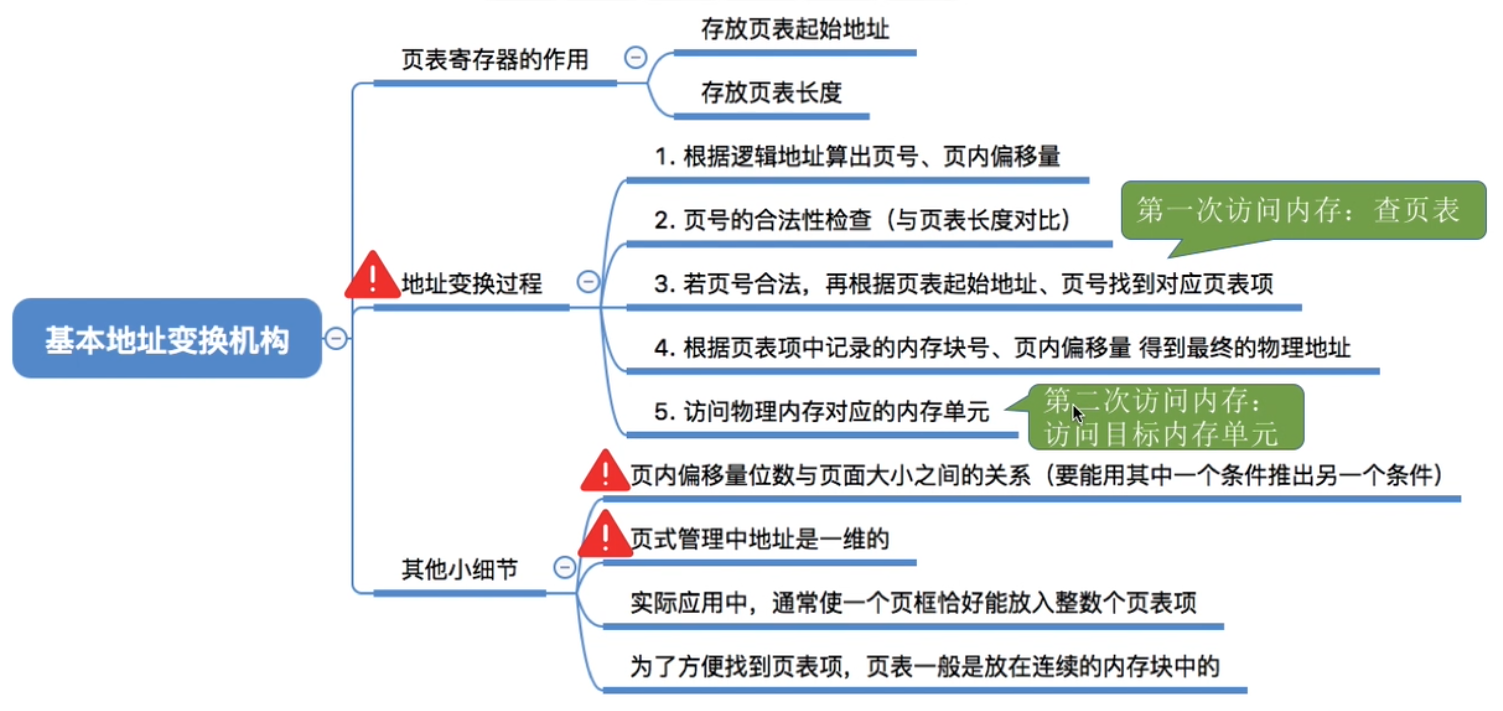 存放页表起始地址
页表寄存器的作用
存放页表长度
1. 根据逻辑地址算出页号、页内偏移量
第一次访问内存：查页表
2. 页号的合法性检查（与页表长度对比）
地址变换过程
3. 若页号合法，再根据页表起始地址、页号找到对应页表项
基本地址变换机构
4. 根据页表项中记录的内存块号、页内偏移量 得到最终的物理地址
5. 访问物理内存对应的内存单元
第二次访问内存：
访问目标内存单元
页内偏移量位数与页面大小之间的关系（要能用其中一个条件推出另一个条件）
页式管理中地址是一维的
其他小细节
实际应用中，通常使一个页框恰好能放入整数个页表项
为了方便找到页表项，页表一般是放在连续的内存块中的